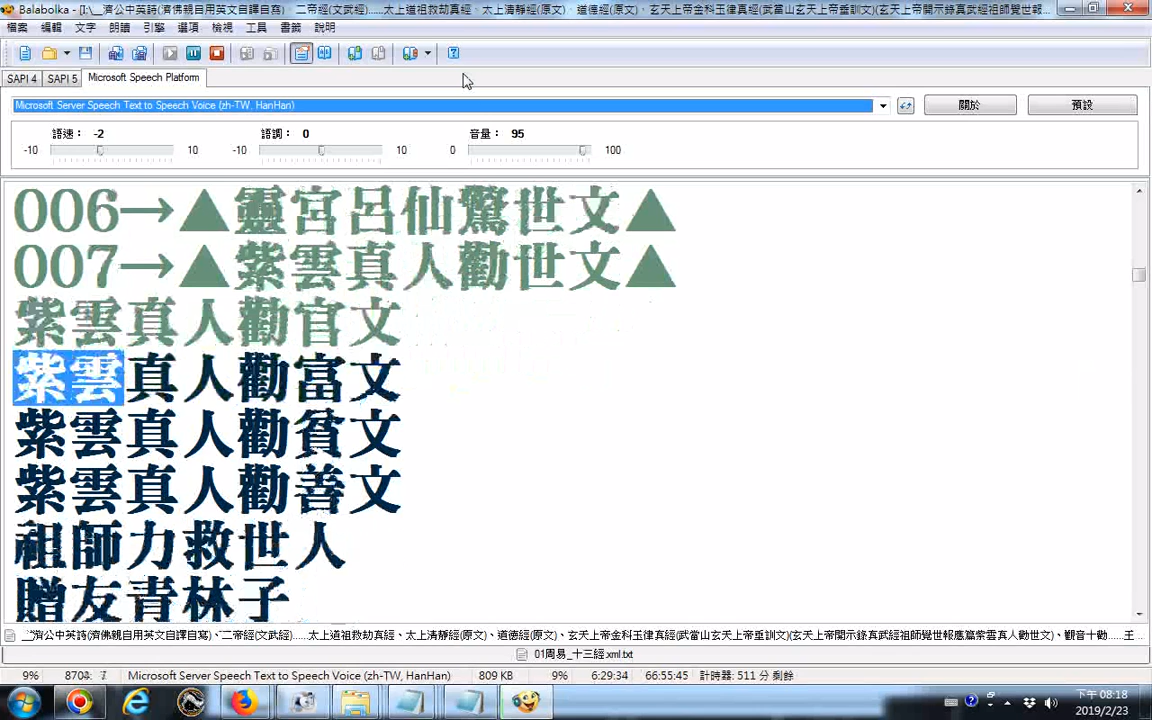 Balabolka - [I:\__濟公中英詩(濟佛親自用英文自譯自寫)、二帝經(文武經).....太上道祖救劫真經、太上清靜經(原文)、道德經(原文)、玄天上帝金科玉律真經(武當山玄天上帝垂訓文)(玄天上帝開示錄真武經祖師覺世報...
檔案 編輯 文字 朗讀 引擎 選項 檢視 工具 書籤 說明
SAPI 4 SAPI 5 Microsoft Speech Platform
Microsoft Server Speech Text to Speech Voice (zh-TW, HanHan) 關於 預設
語速： -2 語調： 0 音量： 95
-10 10 -10 10 0 100
006→▲靈宮呂仙驚世文▲
007→▲紫雲真人勸世文▲
紫雲真人勸官文
紫雲真人勸富文
紫雲真人勸貧文
紫雲真人勸善文
祖師力救世人
贈友青林子
__濟公中英詩(濟佛親自用英文自譯自寫)、二帝經(文武經).....太上道祖救劫真經、太上清靜經(原文)、道德經(原文)、玄天上帝金科玉律真經(武當山玄天上帝垂訓文)(玄天上帝開示錄真武經祖師覺世報應篇紫雲真人勸世文)、觀音十勸......王 ...
01周易_十三經.xml.txt
9% Microsoft Server Speech Text to Speech Voice (zh-TW, HanHan) 809 KB 9% 6:29:34 66:55:45 計時器: 511 分 剩餘
下午 08:18
2019/2/23